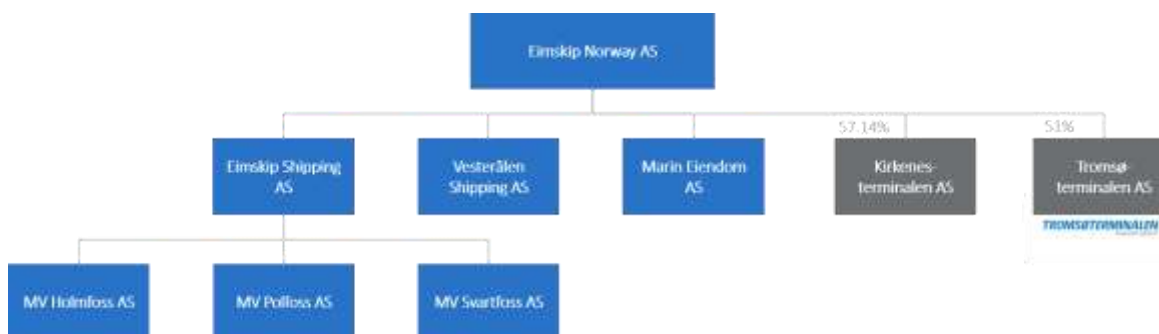 Eimskip Norway AS
57.14%
51%
Eimskip Shipping
AS
Vesterålen
Shipping AS
Marin Eiendom
AS
Kirkenes-
terminalen AS
Tromsø-
terminalen AS
TROMSØTERMINALEN
MV Holmfoss AS
MV Polfoss AS
MV Svartfoss AS